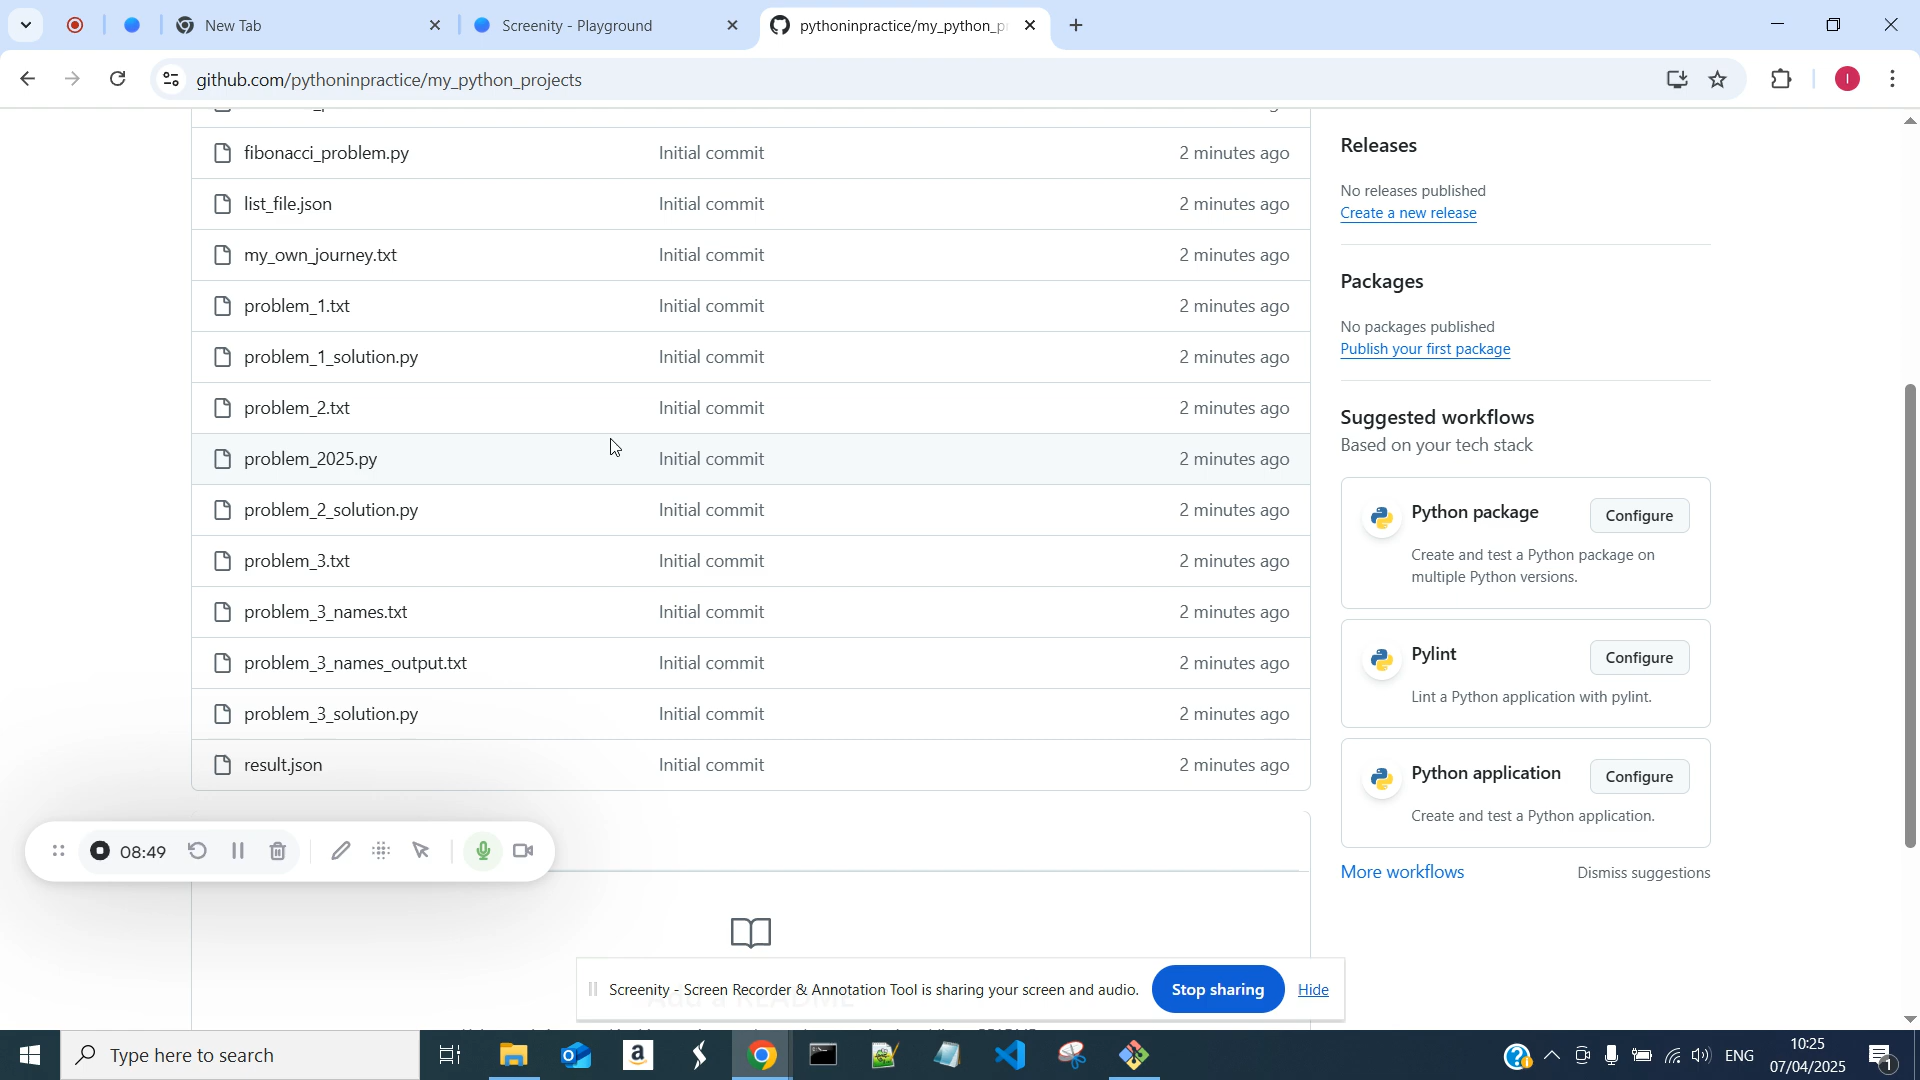 New Tab
Screenity - Playground
pythoninpractice/my_python_p
github.com/pythoninpractice/my_python_projects
I
fibonacci_problem.py Initial commit 2 minutes ago
list_file.json Initial commit 2 minutes ago
my_own_journey.txt Initial commit 2 minutes ago
problem_1.txt Initial commit 2 minutes ago
problem_1_solution.py Initial commit 2 minutes ago
problem_2.txt Initial commit 2 minutes ago
problem_2025.py Initial commit 2 minutes ago
problem_2_solution.py Initial commit 2 minutes ago
problem_3.txt Initial commit 2 minutes ago
problem_3_names.txt Initial commit 2 minutes ago
problem_3_names_output.txt Initial commit 2 minutes ago
problem_3_solution.py Initial commit 2 minutes ago
result.json Initial commit 2 minutes ago
Releases
No releases published
Create a new release
Packages
No packages published
Publish your first package
Suggested workflows
Based on your tech stack
Python package Configure
Create and test a Python package on
multiple Python versions.
Pylint Configure
Lint a Python application with pylint.
Python application Configure
Create and test a Python application.
More workflows Dismiss suggestions
08:49
Add a README
Screenity - Screen Recorder & Annotation Tool is sharing your screen and audio. Stop sharing Hide
Type here to search
ENG
10:25
07/04/2025
1